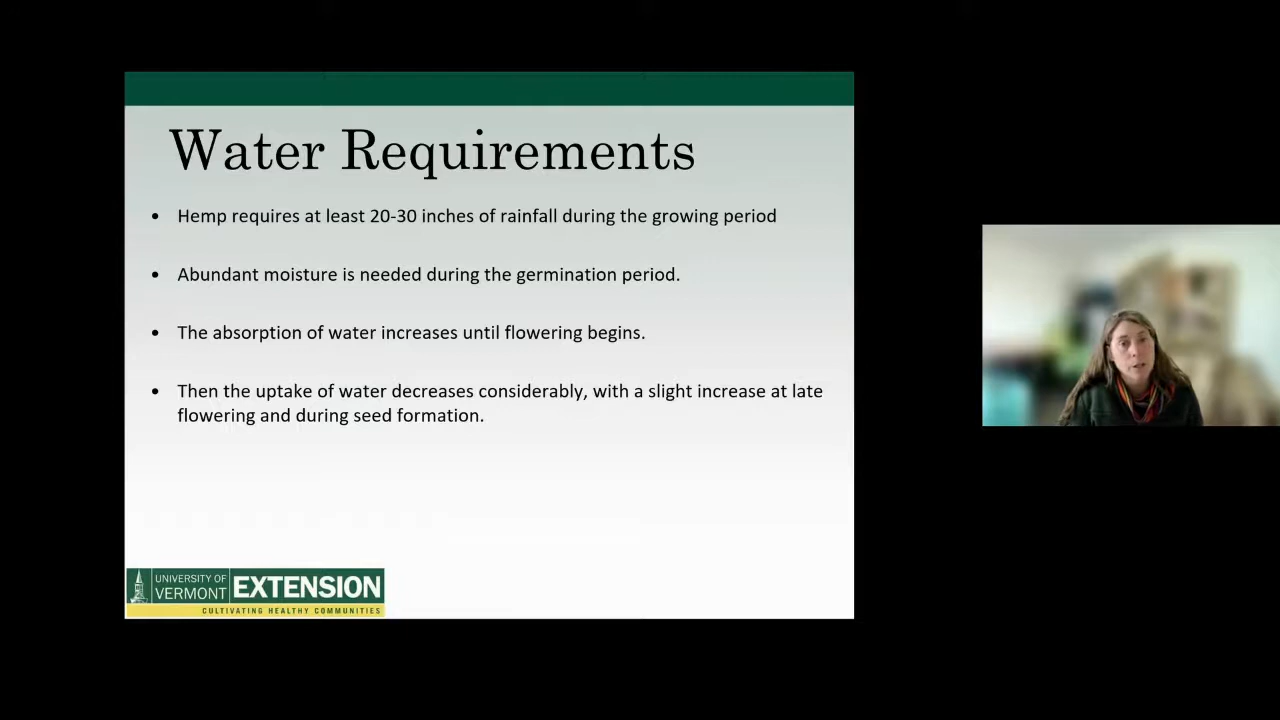 Water Requirements
• Hemp requires at least 20-30 inches of rainfall during the growing period
• Abundant moisture is needed during the germination period.
• The absorption of water increases until flowering begins.
• Then the uptake of water decreases considerably, with a slight increase at late
flowering and during seed formation.
UNIVERSITY OF
VERMONT
EXTENSION
CULTIVATING HEALTHY COMMUNITIES